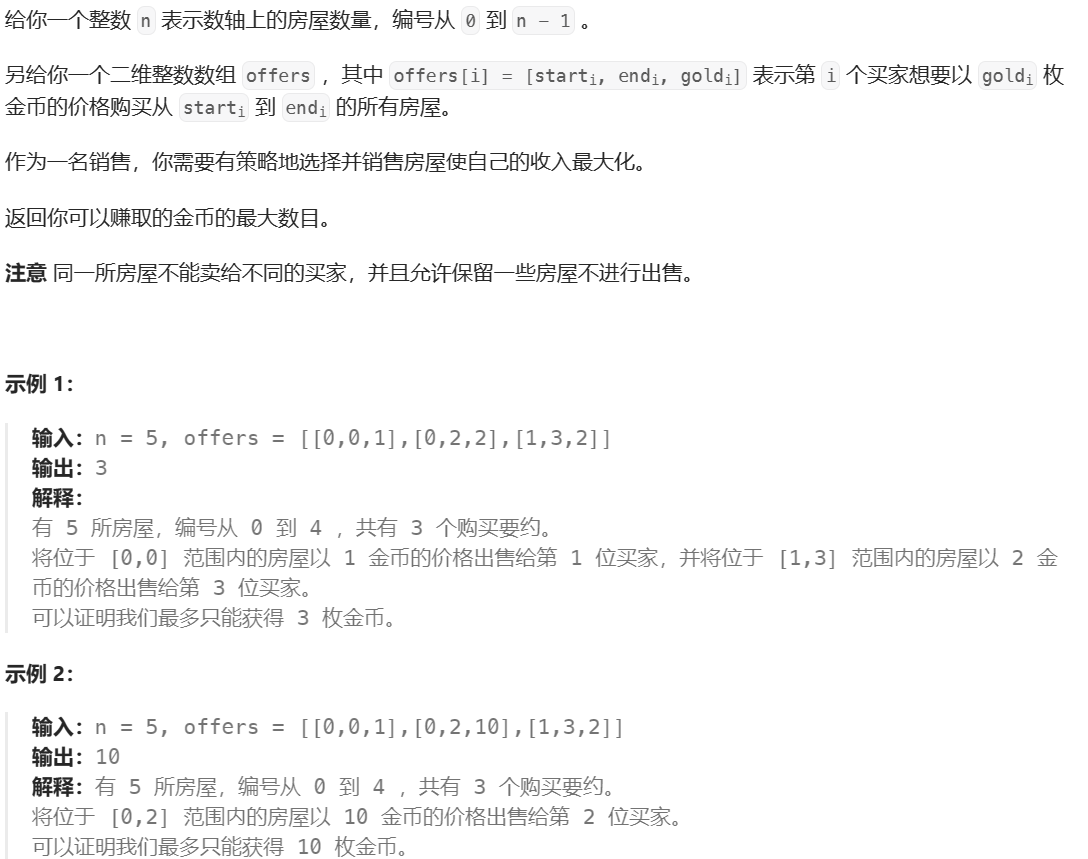 给你一个整数 n 表示数轴上的房屋数量，编号从 0 到 n - 1 。
另给你一个二维整数数组 offers ，其中 offers[i] = [starti, endi, goldi] 表示第 i 个买家想要以 goldi 枚
金币的价格购买从 starti 到 endi 的所有房屋。
作为一名销售，你需要有策略地选择并销售房屋使自己的收入最大化。
返回你可以赚取的金币的最大数目。
注意 同一所房屋不能卖给不同的买家，并且允许保留一些房屋不进行出售。
示例 1：
输入：n = 5, offers = [[0,0,1],[0,2,2],[1,3,2]]
输出：3
解释：
有 5 所房屋，编号从 0 到 4 ，共有 3 个购买要约。
将位于 [0,0] 范围内的房屋以 1 金币的价格出售给第 1 位买家，并将位于 [1,3] 范围内的房屋以 2 金
币的价格出售给第 3 位买家。
可以证明我们最多只能获得 3 枚金币。
示例 2：
输入：n = 5, offers = [[0,0,1],[0,2,10],[1,3,2]]
输出：10
解释：有 5 所房屋，编号从 0 到 4 ，共有 3 个购买要约。
将位于 [0,2] 范围内的房屋以 10 金币的价格出售给第 2 位买家。
可以证明我们最多只能获得 10 枚金币。